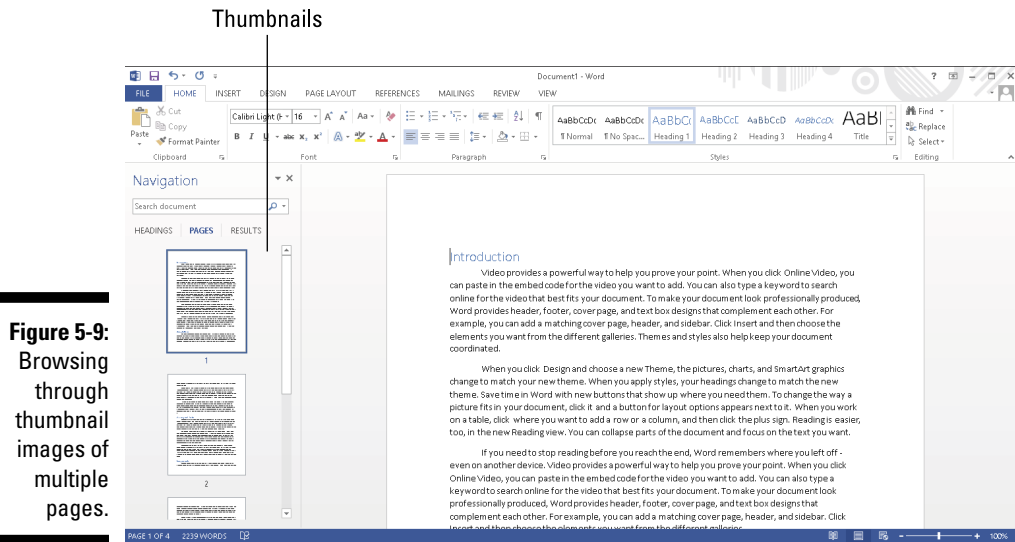 Thumbnails
Document1 - Word
FILE HOME INSERT DESIGN PAGE LAYOUT REFERENCES MAILINGS REVIEW VIEW
Cut
Copy
Format Painter
Paste
Clipboard
Calibri Light (H 16
Font
Paragraph
AaBbCcDc AaBbCcDc AaBbC( AaBbCcC AaBbCcD AaBbCcDc AaBl
¶ Normal ¶ No Spac... Heading 1 Heading 2 Heading 3 Heading 4 Title
Styles
Find
Replace
Select
Editing
Navigation
Search document
HEADINGS PAGES RESULTS
1
2
Introduction
Video provides a powerful way to help you prove your point. When you click Online Video, you
can paste in the embed code for the video you want to add. You can also type a keyword to search
online for the video that best fits your document. To make your document look professionally produced,
Word provides header, footer, cover page, and text box designs that complement each other. For
example, you can add a matching cover page, header, and sidebar. Click Insert and then choose the
elements you want from the different galleries. Themes and styles also help keep your document
coordinated.
When you click Design and choose a new Theme, the pictures, charts, and SmartArt graphics
change to match your new theme. When you apply styles, your headings change to match the new
theme. Save time in Word with new buttons that show up where you need them. To change the way a
picture fits in your document, click it and a button for layout options appears next to it. When you work
on a table, click where you want to add a row or a column, and then click the plus sign. Reading is easier,
too, in the new Reading view. You can collapse parts of the document and focus on the text you want.
If you need to stop reading before you reach the end, Word remembers where you left off -
even on another device. Video provides a powerful way to help you prove your point. When you click
Online Video, you can paste in the embed code for the video you want to add. You can also type a
keyword to search online for the video that best fits your document. To make your document look
professionally produced, Word provides header, footer, cover page, and text box designs that
complement each other. For example, you can add a matching cover page, header, and sidebar. Click
Insert and then choose the elements you want from the different galleries.
PAGE 1 OF 4 2239 WORDS
100%
Figure 5-9:
Browsing
through
thumbnail
images of
multiple
pages.